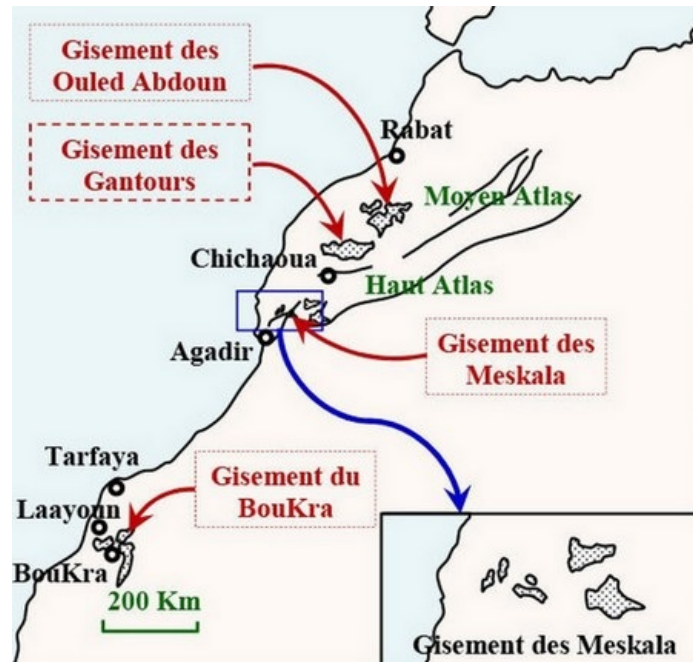 Gisement des
Ouled Abdoun
Rabat
Gisement des
Gantours
Moyen Atlas
Chichaoua
Haut Atlas
Agadir
Gisement des
Meskala
Tarfaya
Gisement du
BouKra
Laayoun
BouKra
200 Km
Gisement des Meskala